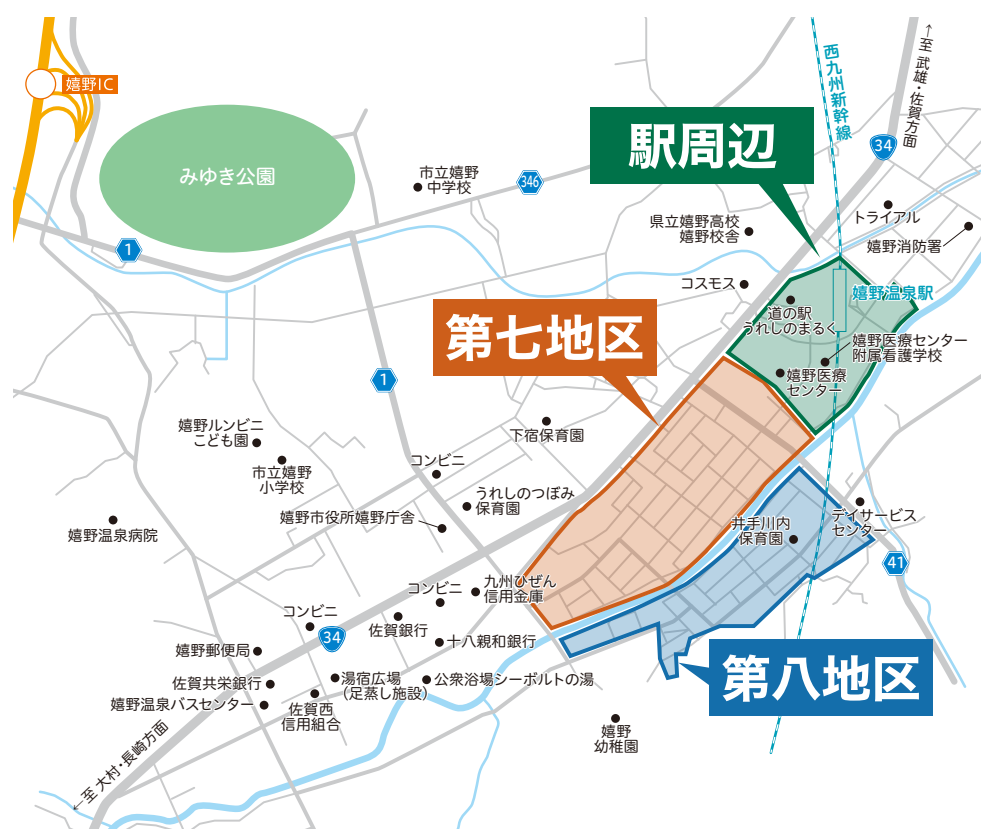 嬉野IC
みゆき公園
1
市立嬉野
中学校
346
駅周辺
西九州新幹線
←至 武雄・佐賀方面
34
トライアル
嬉野消防署
県立嬉野高校
嬉野校舎
コスモス
嬉野温泉駅
道の駅
うれしのまるく
嬉野医療センター
附属看護学校
嬉野医療
センター
第七地区
1
下宿保育園
嬉野ルンビニ
こども園
市立嬉野
小学校
コンビニ
うれしのつぼみ
保育園
嬉野市役所嬉野庁舎
嬉野温泉病院
デイサービス
センター
井手川内
保育園
41
コンビニ
九州ひぜん
信用金庫
コンビニ
34
佐賀銀行
十八親和銀行
嬉野郵便局
佐賀共栄銀行
湯宿広場
（足蒸し施設）
公衆浴場シーボルトの湯
嬉野温泉バスセンター
佐賀西
信用組合
第八地区
嬉野
幼稚園
←至 大村・長崎方面